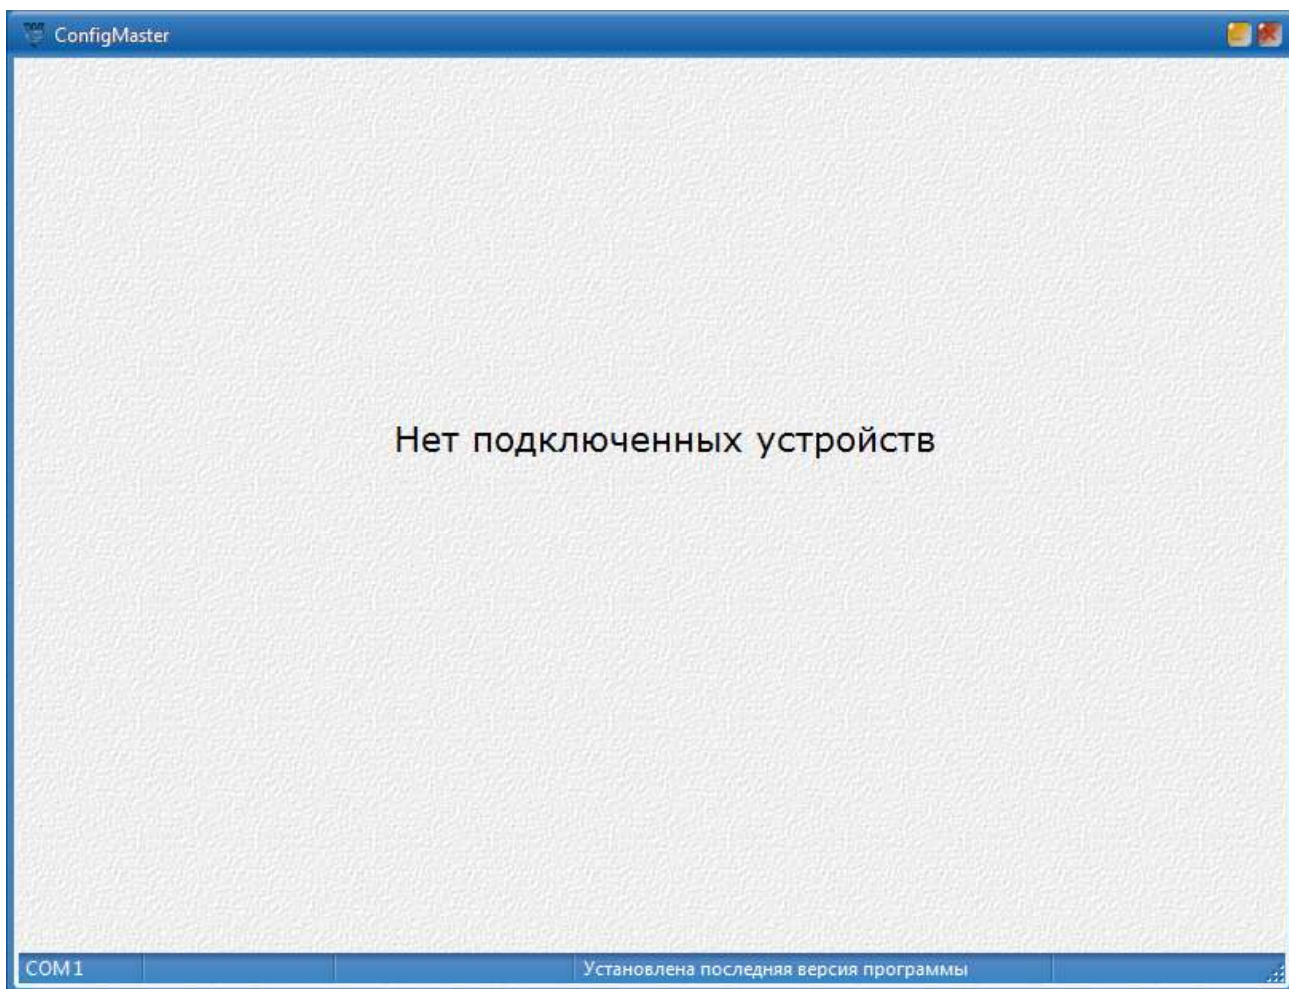 ConfigMaster
Нет подключенных устройств
COM1
Установлена последняя версия программы